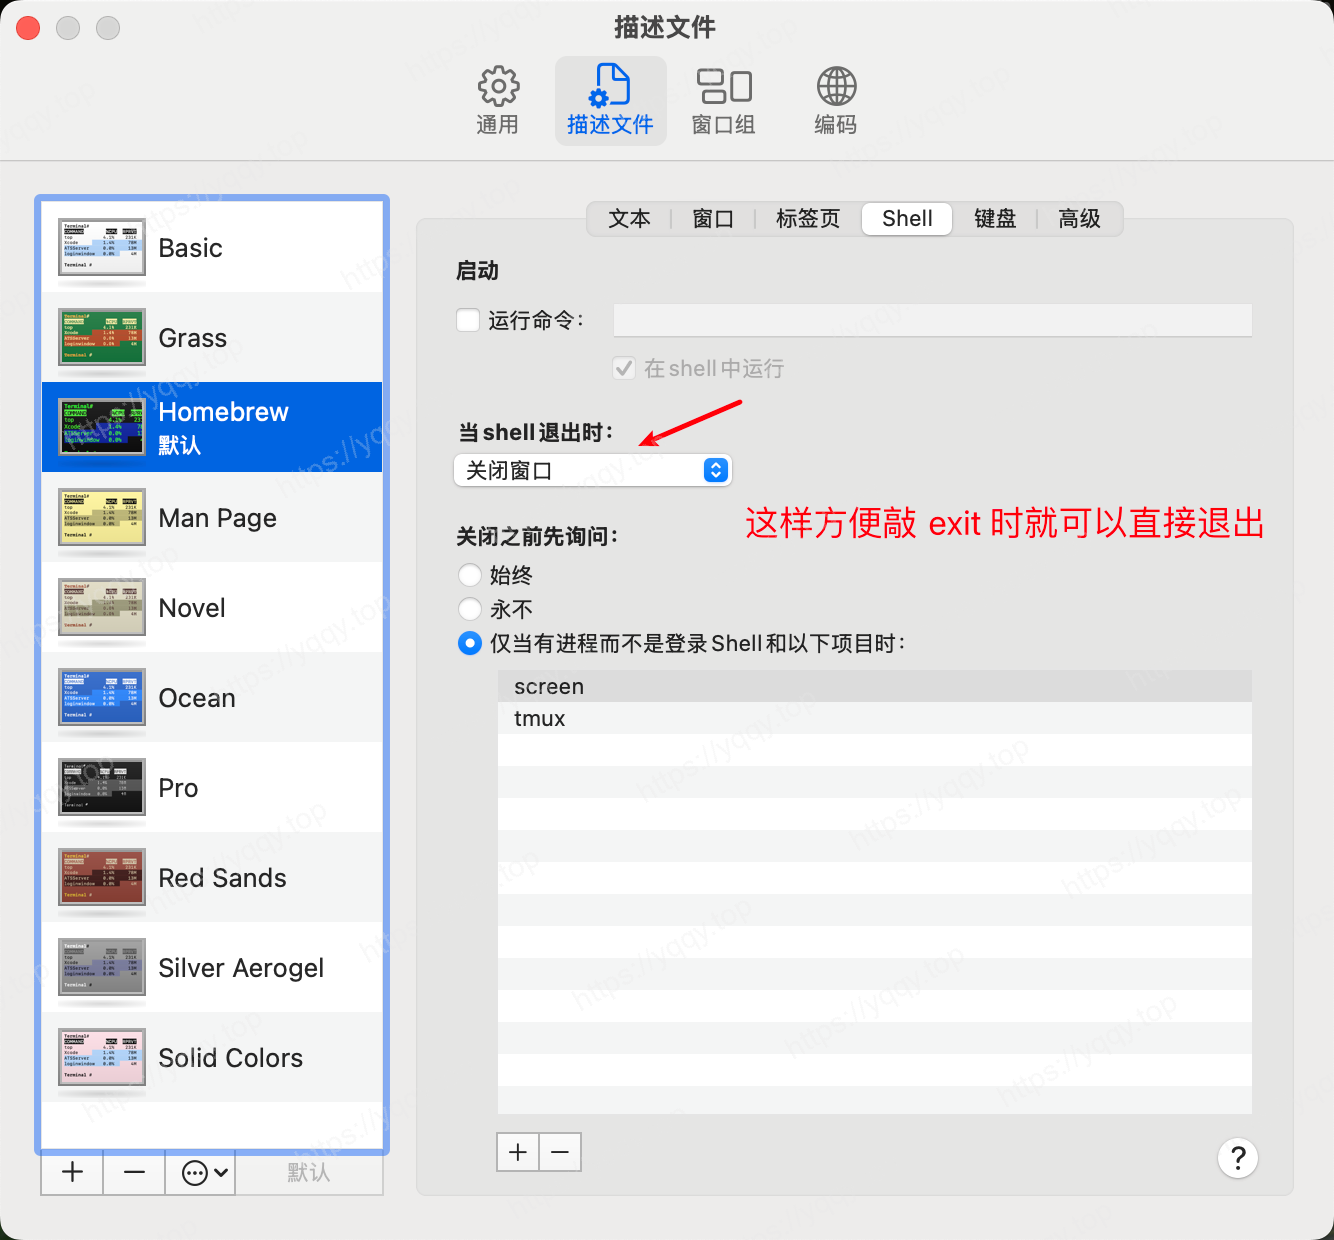 描述文件
通用
描述文件
窗口组
编码
Basic
Grass
Homebrew
默认
Man Page
Novel
Ocean
Pro
Red Sands
Silver Aerogel
Solid Colors
默认
文本
窗口
标签页
Shell
键盘
高级
启动
运行命令：
在 shell 中运行
当 shell 退出时：
关闭窗口
这样方便敲 exit 时就可以直接退出
关闭之前先询问：
始终
永不
仅当有进程而不是登录 Shell 和以下项目时：
screen
tmux
?
https://yqqy.top